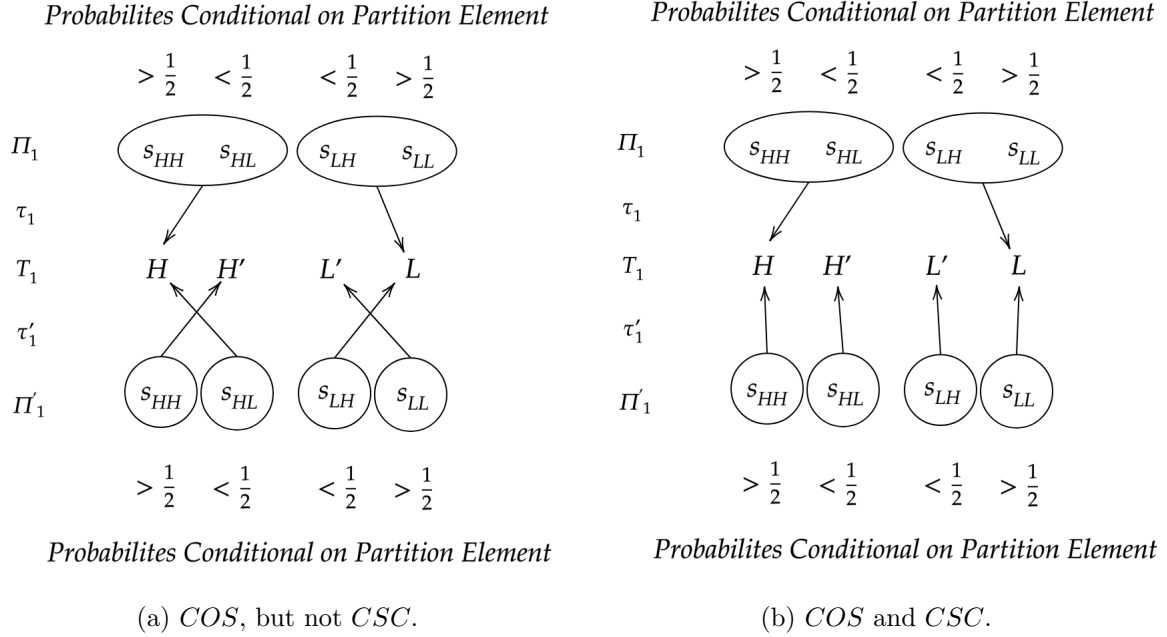 Probabilites Conditional on Partition Element
> 1/2 < 1/2 < 1/2 > 1/2
Π₁ s_HH s_HL s_LH s_LL
τ₁
T₁ H H′ L′ L
τ′₁
Π′₁ s_HH s_HL s_LH s_LL
> 1/2 < 1/2 < 1/2 > 1/2
Probabilites Conditional on Partition Element
(a) COS, but not CSC.
Probabilites Conditional on Partition Element
> 1/2 < 1/2 < 1/2 > 1/2
Π₁ s_HH s_HL s_LH s_LL
τ₁
T₁ H H′ L′ L
τ′₁
Π′₁ s_HH s_HL s_LH s_LL
> 1/2 < 1/2 < 1/2 > 1/2
Probabilites Conditional on Partition Element
(b) COS and CSC.